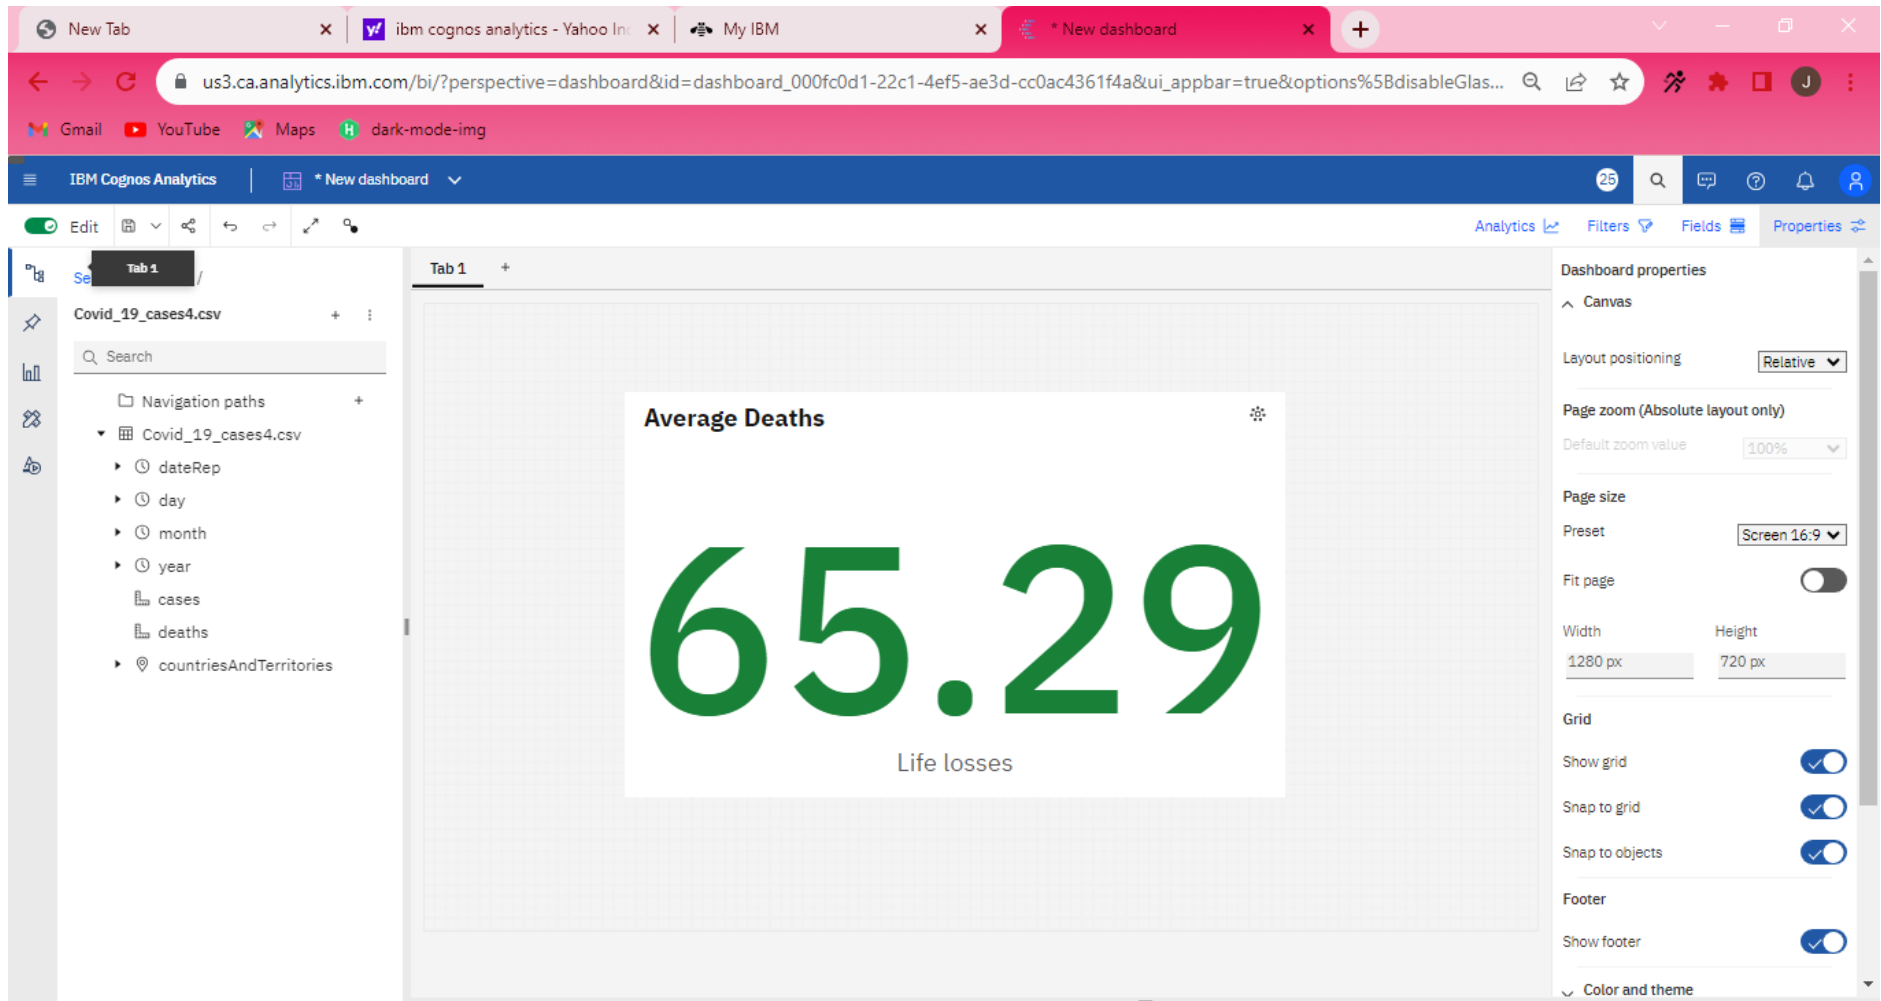 New Tab
ibm cognos analytics - Yahoo In
My IBM
* New dashboard
us3.ca.analytics.ibm.com/bi/?perspective=dashboard&id=dashboard_000fc0d1-22c1-4ef5-ae3d-cc0ac4361f4a&ui_appbar=true&options%5BdisableGlas...
J
Gmail
YouTube
Maps
H
dark-mode-img
IBM Cognos Analytics
* New dashboard
25
Edit
Analytics
Filters
Fields
Properties
Se
Tab 1
/
Tab 1
+
Covid_19_cases4.csv
Search
Navigation paths
Covid_19_cases4.csv
dateRep
day
month
year
cases
deaths
countriesAndTerritories
Average Deaths
65.29
Life losses
Dashboard properties
Canvas
Layout positioning
Relative
Page zoom (Absolute layout only)
Default zoom value
100%
Page size
Preset
Screen 16:9
Fit page
Width
Height
1280 px
720 px
Grid
Show grid
Snap to grid
Snap to objects
Footer
Show footer
Color and theme